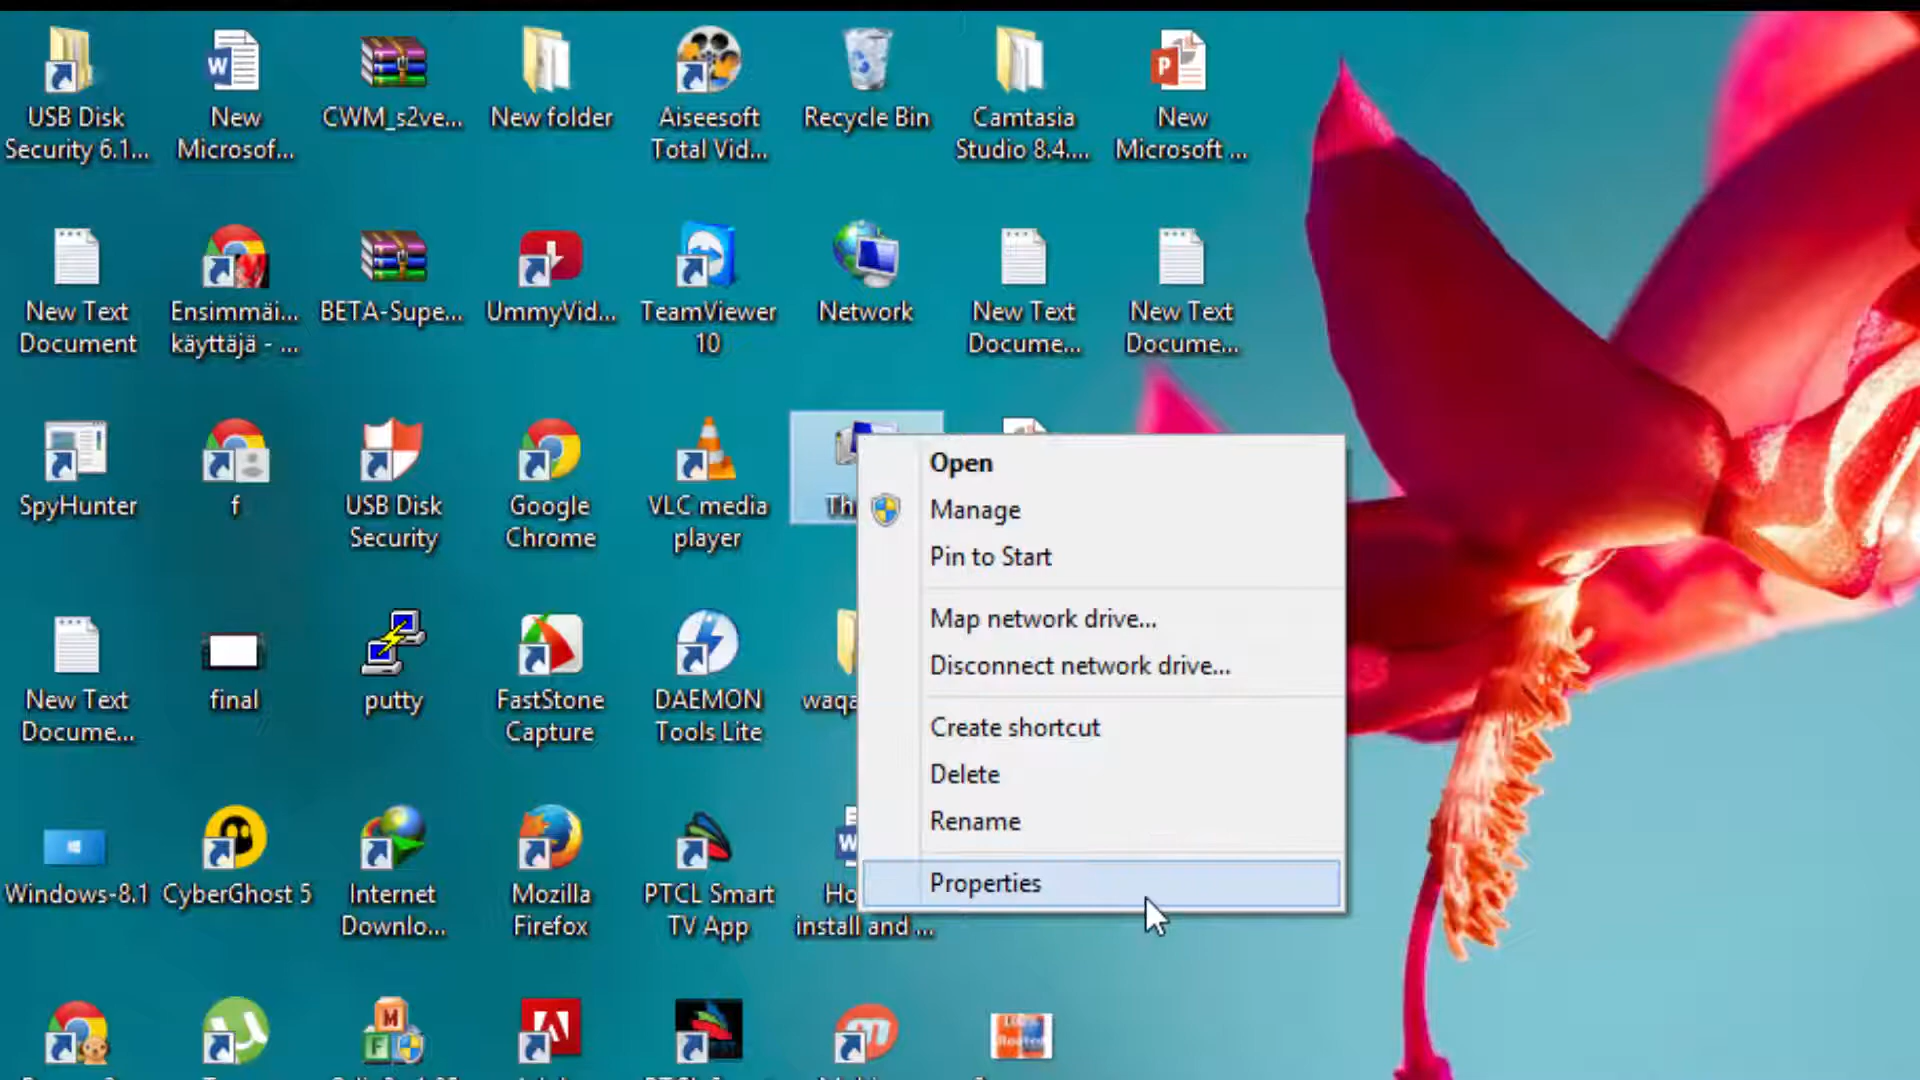 USB Disk
Security 6.1...
New
Microsof...
CWM_s2ve...
New folder
Aiseesoft
Total Vid...
Recycle Bin
Camtasia
Studio 8.4....
New
Microsoft ...
New Text
Document
Ensimmäi...
käyttäjä - ...
BETA-Supe...
UmmyVid...
TeamViewer
10
Network
New Text
Docume...
New Text
Docume...
SpyHunter
f
USB Disk
Security
Google
Chrome
VLC media
player
Open
Manage
Pin to Start
Map network drive...
Disconnect network drive...
Create shortcut
Delete
Rename
Properties
New Text
Docume...
final
putty
FastStone
Capture
DAEMON
Tools Lite
waqa
Windows-8.1
CyberGhost 5
Internet
Downlo...
Mozilla
Firefox
PTCL Smart
TV App
Ho
install and ...